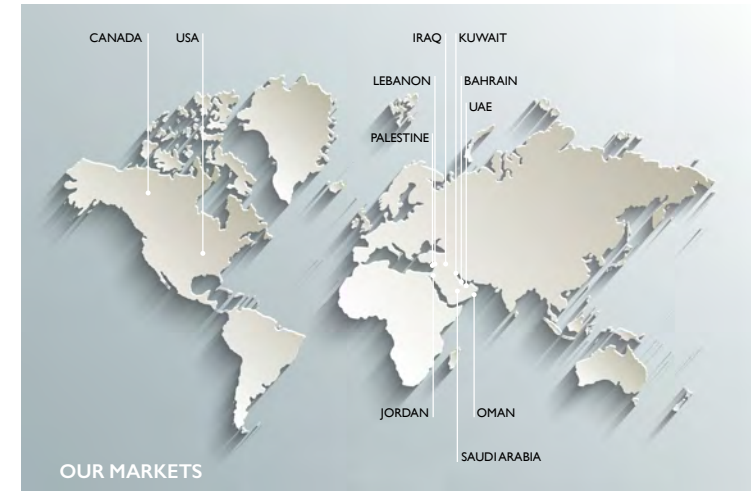 CANADA
USA
IRAQ
KUWAIT
LEBANON
BAHRAIN
UAE
PALESTINE
JORDAN
OMAN
SAUDI ARABIA
OUR MARKETS